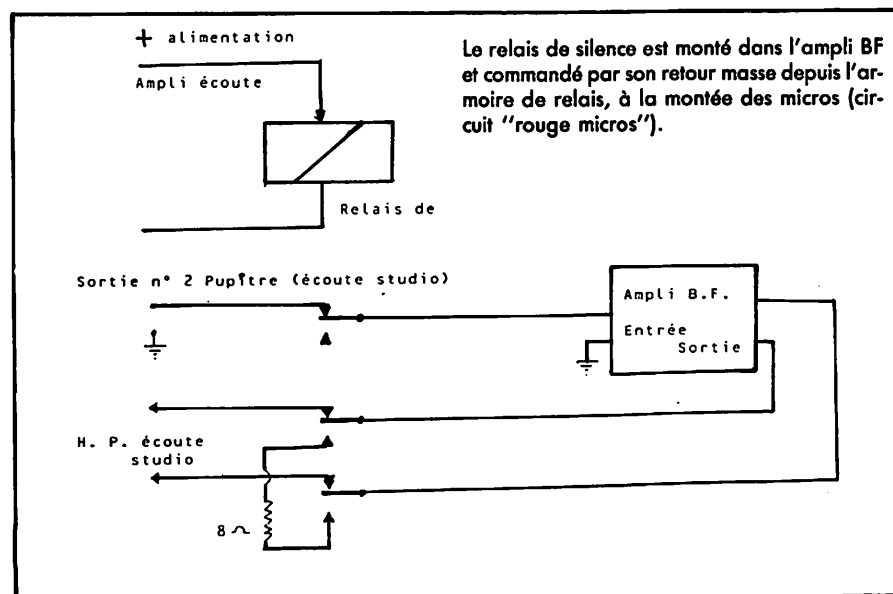 + alimentation
Ampli écoute
Le relais de silence est monté dans l'ampli BF
et commandé par son retour masse depuis l'ar-
moire de relais, à la montée des micros (cir-
cuit ''rouge micros'').
Relais de
Sortie n° 2 Pupître (écoute studio)
Ampli B.F.
Entrée
Sortie
H. P. écoute
studio
8 Ω